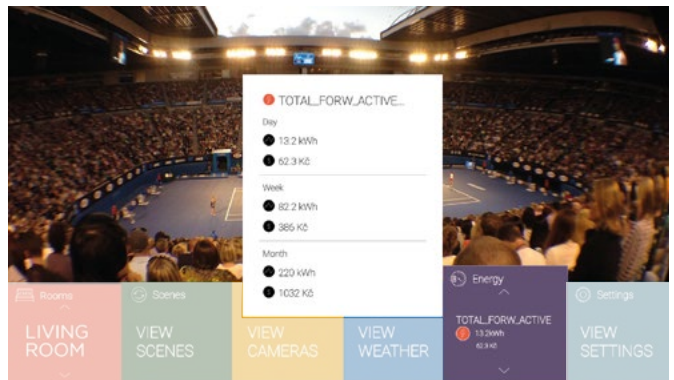 TOTAL_FORW_ACTIVE...
Day
13.2 kWh
62.3 Kč
Week
82.2 kWh
386 Kč
Month
220 kWh
1032 Kč
Rooms
LIVING
ROOM
Scenes
VIEW
SCENES
VIEW
CAMERAS
VIEW
WEATHER
Energy
TOTAL_FORW_ACTIVE
13.2kWh
62.3 Kč
Settings
VIEW
SETTINGS